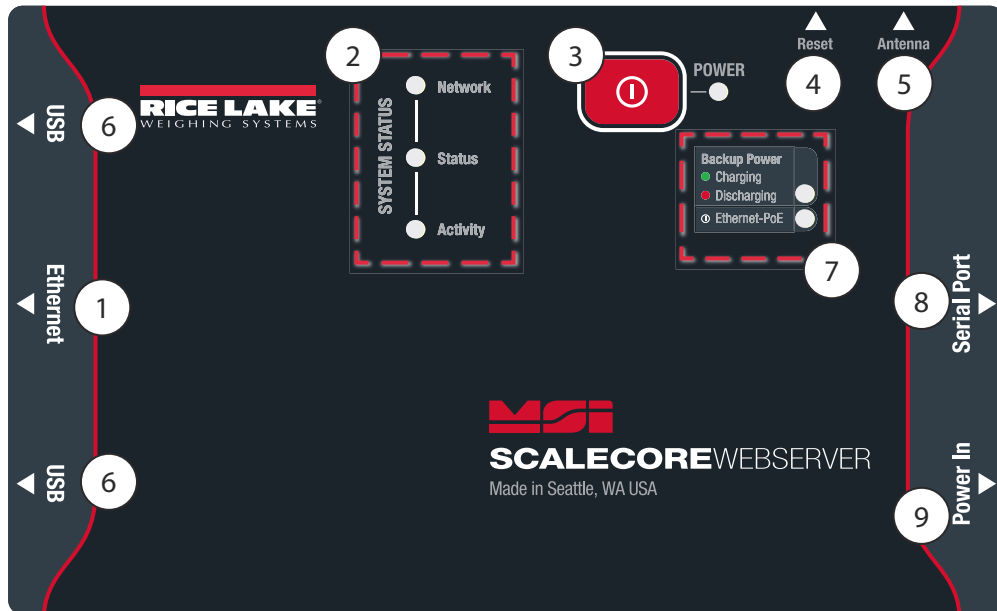 Reset
Antenna
2
3
4
5
POWER
Network
Status
Activity
SYSTEM STATUS
RICE LAKE®
WEIGHING SYSTEMS
USB
6
Backup Power
Charging
Discharging
Ethernet-PoE
7
Ethernet
1
8
Serial Port
MSI
SCALECOREWEBSERVER
Made in Seattle, WA USA
USB
6
9
Power In